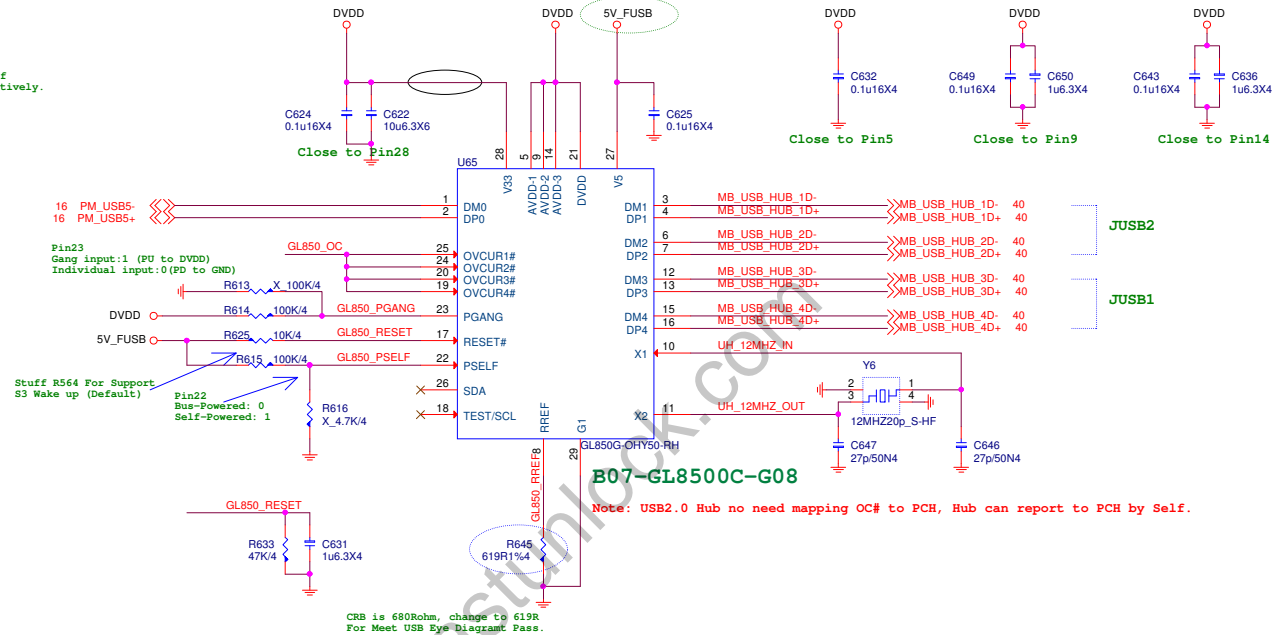 DVDD
DVDD
5V_FUSB
DVDD
DVDD
DVDD
f
tively.
C624
0.1u16X4
C622
10u6.3X6
C625
0.1u16X4
C632
0.1u16X4
C649
0.1u16X4
C650
1u6.3X4
C643
0.1u16X4
C636
1u6.3X4
Close to Pin28
Close to Pin5
Close to Pin9
Close to Pin14
U65
28
5
9
14
21
27
V33
AVDD-1
AVDD-2
AVDD-3
DVDD
V5
16 PM_USB5-
16 PM_USB5+
1
2
DM0
DP0
DM1
DP1
3
4
MB_USB_HUB_1D-
MB_USB_HUB_1D+
MB_USB_HUB_1D- 40
MB_USB_HUB_1D+ 40
JUSB2
DM2
DP2
6
7
MB_USB_HUB_2D-
MB_USB_HUB_2D+
MB_USB_HUB_2D- 40
MB_USB_HUB_2D+ 40
Pin23
Gang input:1 (PU to DVDD)
Individual input:0(PD to GND)
GL850_OC
25
24
20
19
OVCUR1#
OVCUR2#
OVCUR3#
OVCUR4#
DM3
DP3
12
13
MB_USB_HUB_3D-
MB_USB_HUB_3D+
MB_USB_HUB_3D- 40
MB_USB_HUB_3D+ 40
JUSB1
R613 X_100K/4
DVDD
R614 100K/4
GL850_PGANG
23
PGANG
DM4
DP4
15
16
MB_USB_HUB_4D-
MB_USB_HUB_4D+
MB_USB_HUB_4D- 40
MB_USB_HUB_4D+ 40
5V_FUSB
R625 10K/4
GL850_RESET
17
RESET#
X1
10
UH_12MHZ_IN
R615 100K/4
GL850_PSELF
22
PSELF
Stuff R564 For Support
S3 Wake up (Default)
Pin22
Bus-Powered: 0
Self-Powered: 1
R616
X_4.7K/4
26
SDA
18
TEST/SCL
RREF
G1
X2
11
UH_12MHZ_OUT
Y6
2
3
1
4
12MHZ20p_S-HF
C647
27p/50N4
C646
27p/50N4
8
29
GL850G-OHY50-RH
GL850_RREF
B07-GL8500C-G08
Note: USB2.0 Hub no need mapping OC# to PCH, Hub can report to PCH by Self.
GL850_RESET
R633
47K/4
C631
1u6.3X4
R645
619R1%4
CRB is 680Rohm, change to 619R
For Meet USB Eye Diagramt Pass.